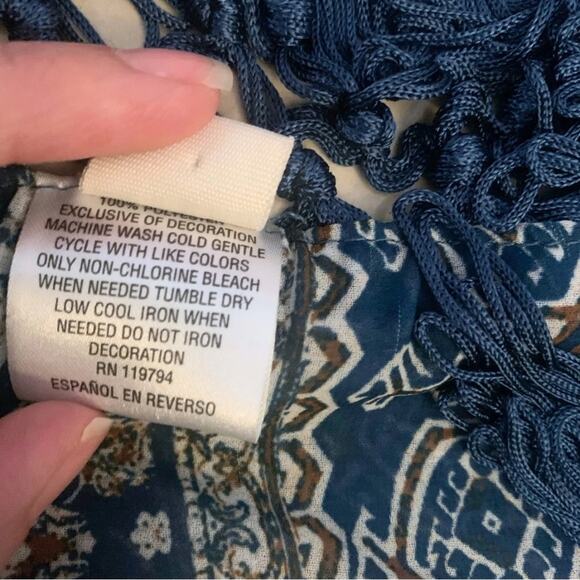 100% POLYESTER
EXCLUSIVE OF DECORATION
MACHINE WASH COLD GENTLE
CYCLE WITH LIKE COLORS
ONLY NON-CHLORINE BLEACH
WHEN NEEDED TUMBLE DRY
LOW COOL IRON WHEN
NEEDED DO NOT IRON
DECORATION
RN 119794
ESPAÑOL EN REVERSO